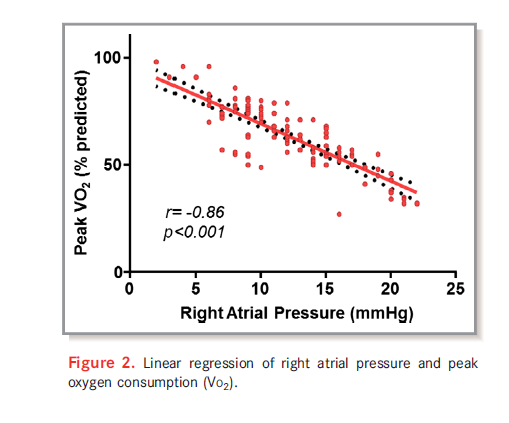 100
50
0
Peak VO2 (% predicted)
r= -0.86
p<0.001
0 5 10 15 20 25
Right Atrial Pressure (mmHg)
Figure 2. Linear regression of right atrial pressure and peak
oxygen consumption (VO2).